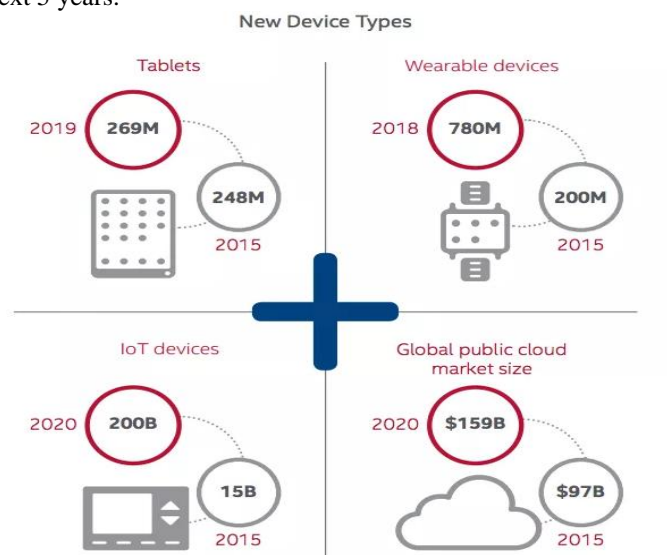 ext 5 years.
New Device Types
Tablets
2019
269M
248M
2015
Wearable devices
2018
780M
200M
2015
IoT devices
2020
200B
15B
2015
Global public cloud
market size
2020
$159B
$97B
2015